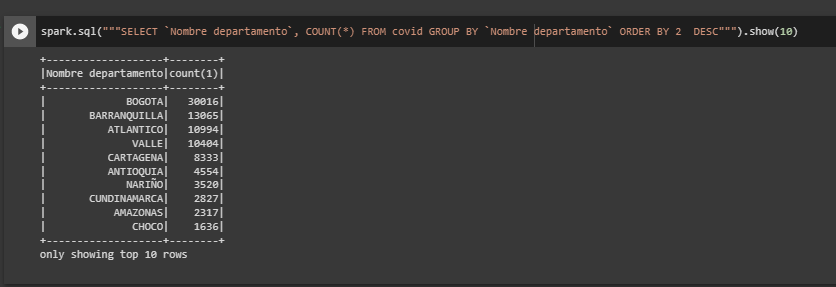 spark.sql("""SELECT `Nombre departamento`, COUNT(*) FROM covid GROUP BY `Nombre departamento` ORDER BY 2  DESC""").show(10)
+-------------------+--------+
|Nombre departamento|count(1)|
+-------------------+--------+
|             BOGOTA|   30016|
|       BARRANQUILLA|   13065|
|          ATLANTICO|   10994|
|              VALLE|   10404|
|          CARTAGENA|    8333|
|          ANTIOQUIA|    4554|
|             NARIÑO|    3520|
|       CUNDINAMARCA|    2827|
|           AMAZONAS|    2317|
|              CHOCO|    1636|
+-------------------+--------+
only showing top 10 rows